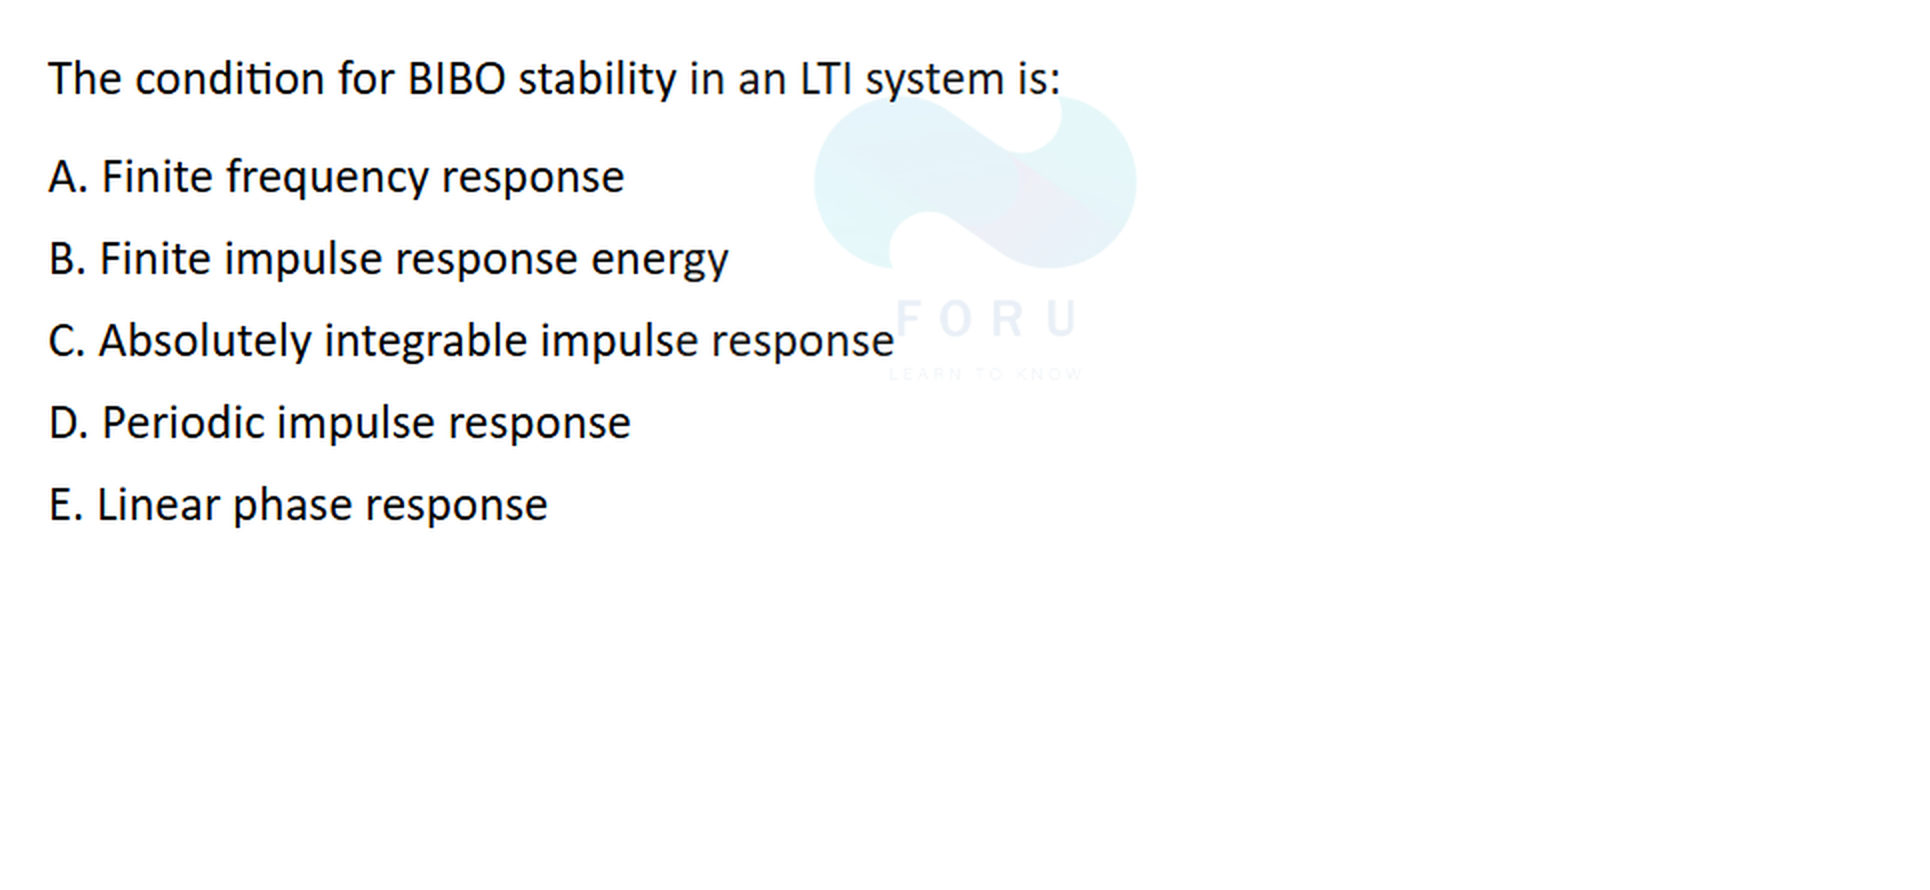 The condition for BIBO stability in an LTI system is:
A. Finite frequency response
B. Finite impulse response energy
C. Absolutely integrable impulse response
FORU
LEARN TO KNOW
D. Periodic impulse response
E. Linear phase response